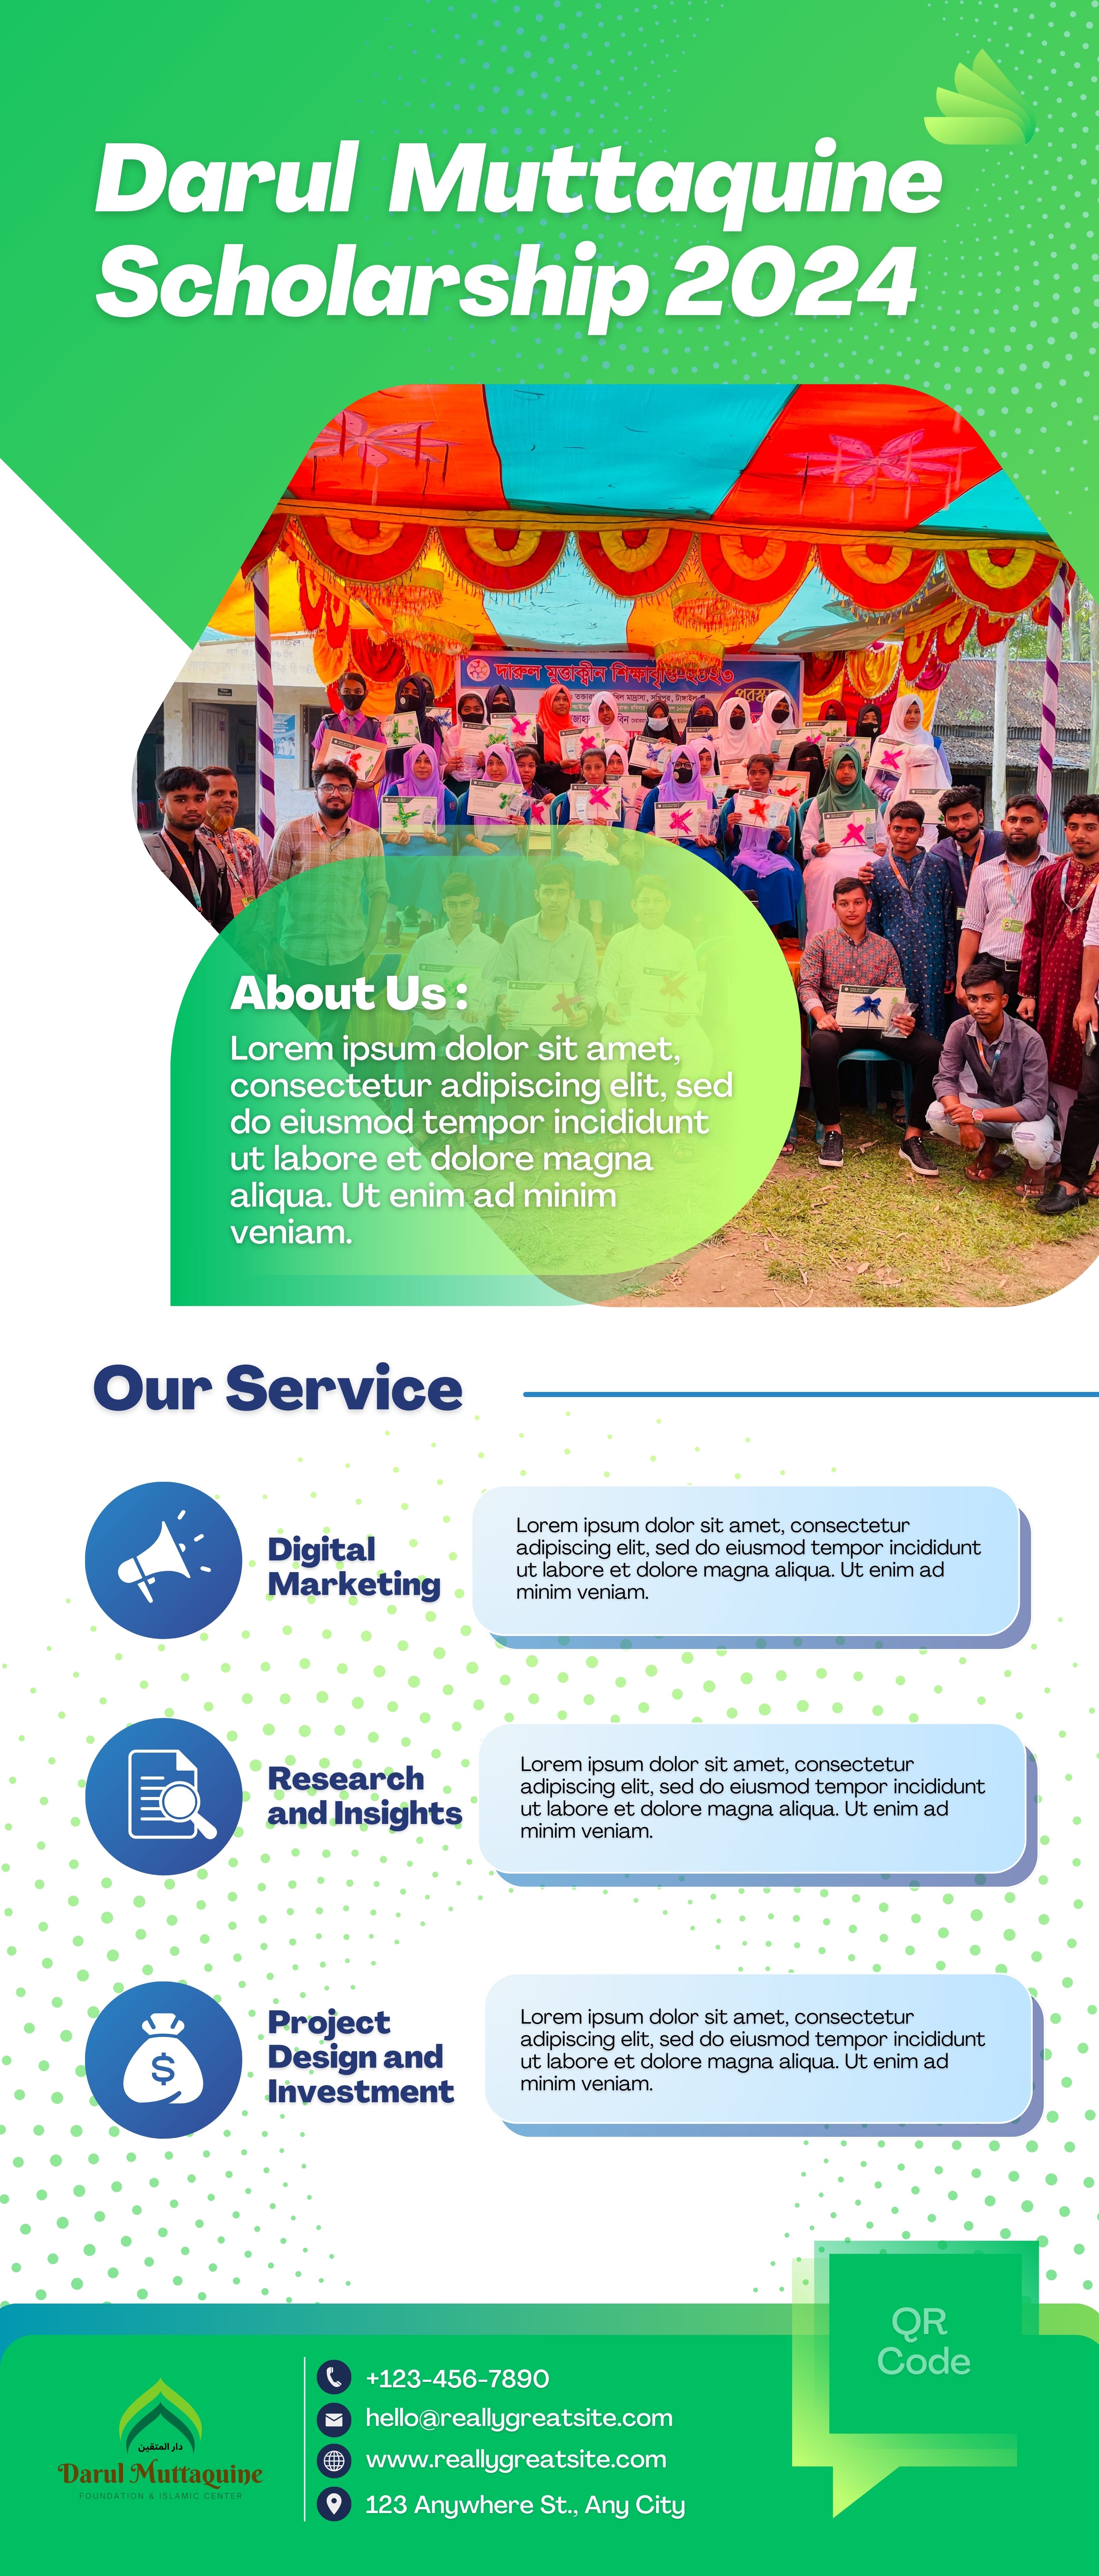 Darul Muttaquine
Scholarship 2024
দারুল মুত্তাক্বীন শিক্ষাবৃত্তি-২০২৩
About Us :
Lorem ipsum dolor sit amet,
consectetur adipiscing elit, sed
do eiusmod tempor incididunt
ut labore et dolore magna
aliqua. Ut enim ad minim
veniam.
Our Service
Digital
Marketing
Lorem ipsum dolor sit amet, consectetur
adipiscing elit, sed do eiusmod tempor incididunt
ut labore et dolore magna aliqua. Ut enim ad
minim veniam.
Research
and Insights
Lorem ipsum dolor sit amet, consectetur
adipiscing elit, sed do eiusmod tempor incididunt
ut labore et dolore magna aliqua. Ut enim ad
minim veniam.
Project
Design and
Investment
Lorem ipsum dolor sit amet, consectetur
adipiscing elit, sed do eiusmod tempor incididunt
ut labore et dolore magna aliqua. Ut enim ad
minim veniam.
QR
Code
دار المتقين
Darul Muttaquine
FOUNDATION & ISLAMIC CENTER
+123-456-7890
hello@reallygreatsite.com
www.reallygreatsite.com
123 Anywhere St., Any City